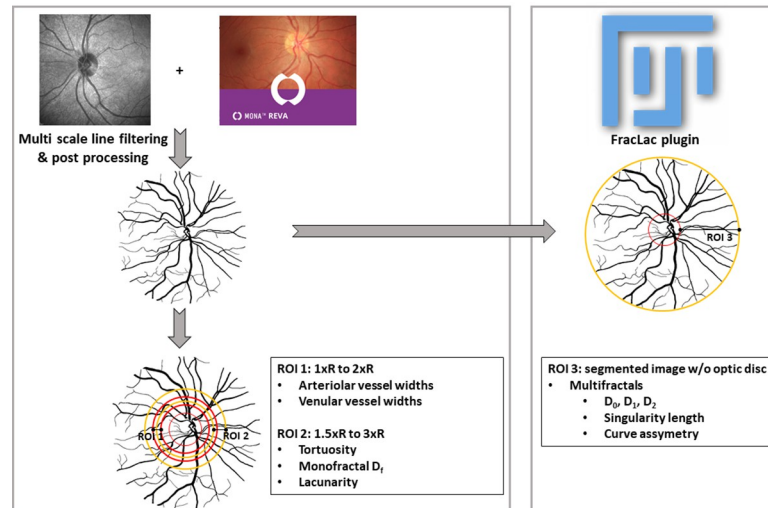 +
MONA™ REVA
Multi scale line filtering
& post processing
ROI 1
ROI 2
ROI 1: 1xR to 2xR
• Arteriolar vessel widths
• Venular vessel widths
ROI 2: 1.5xR to 3xR
• Tortuosity
• Monofractal Df
• Lacunarity
FracLac plugin
ROI 3
ROI 3: segmented image w/o optic disc
• Multifractals
• D0, D1, D2
• Singularity length
• Curve assymetry